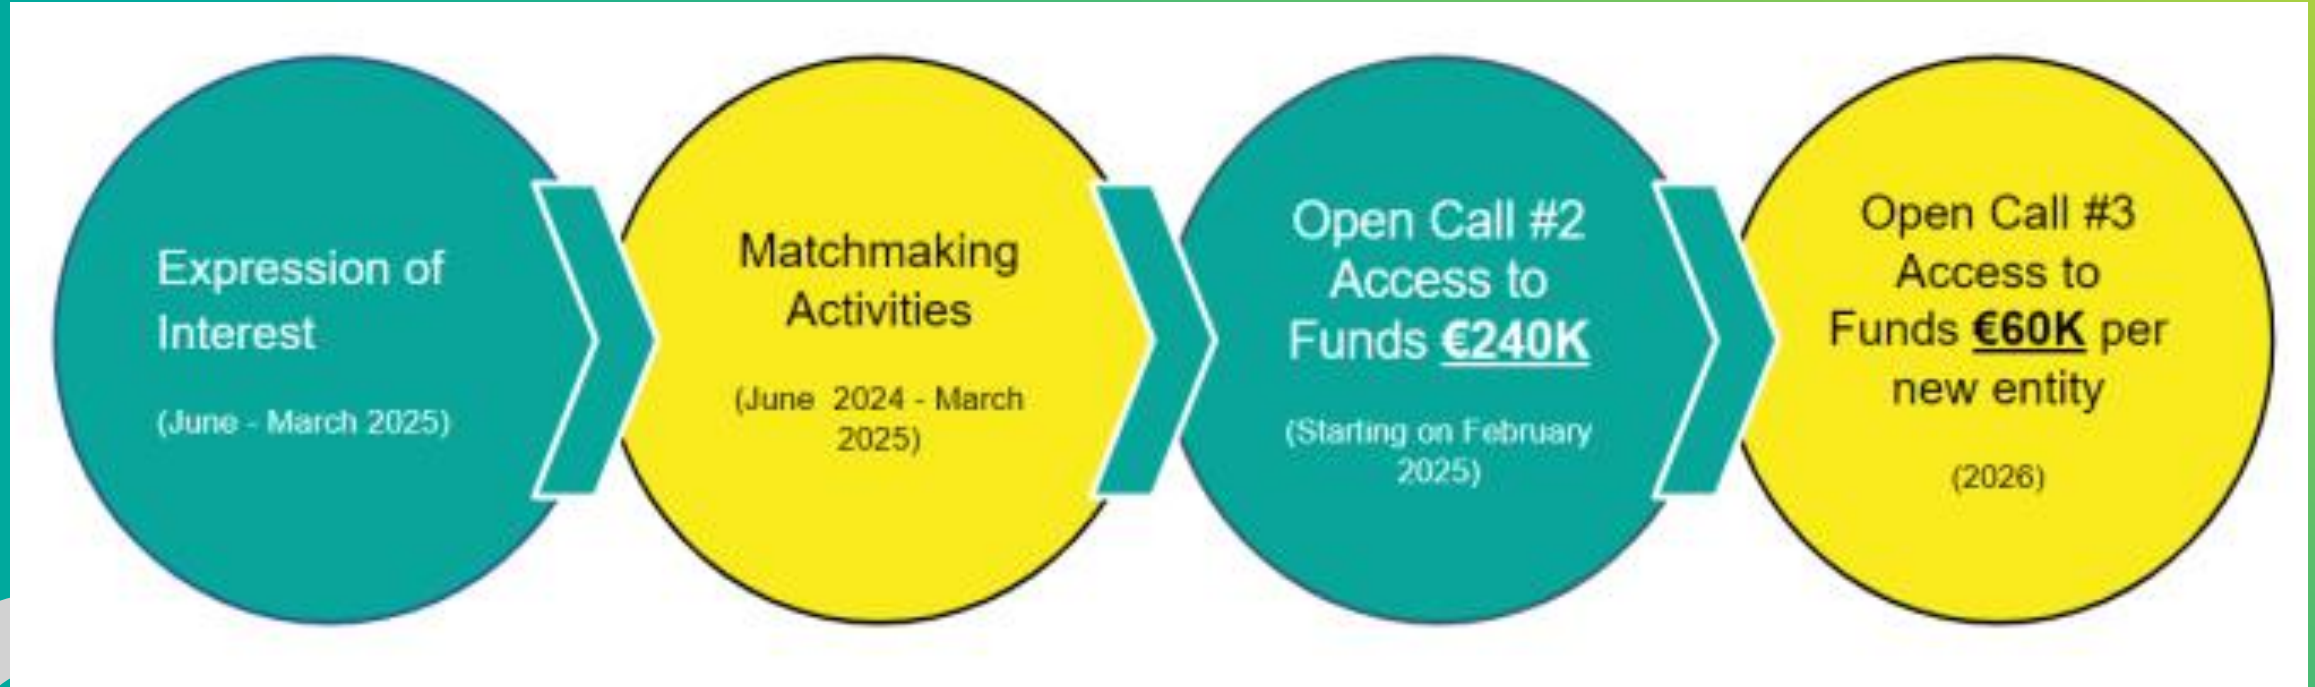 Expression of
Interest
(June - March 2025)
Matchmaking
Activities
(June 2024 - March
2025)
Open Call #2
Access to
Funds €240K
(Starting on February
2025)
Open Call #3
Access to
Funds €60K per
new entity
(2026)